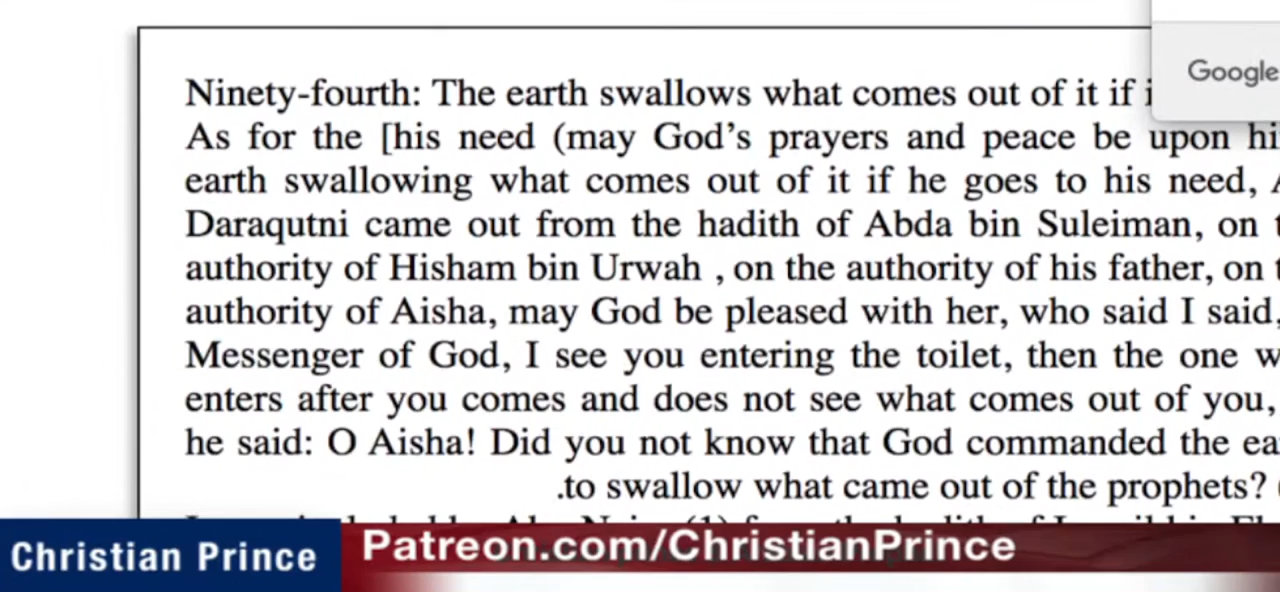 Ninety-fourth: The earth swallows what comes out of it if
Google
As for the [his need (may God's prayers and peace be upon
earth swallowing what comes out of it if he goes to his need,
Daraqutni came out from the hadith of Abda bin Suleiman, on
authority of Hisham bin Urwah , on the authority of his father, on
authority of Aisha, may God be pleased with her, who said I said,
Messenger of God, I see you entering the toilet, then the one
enters after you comes and does not see what comes out of you,
he said: O Aisha! Did you not know that God commanded the
.to swallow what came out of the prophets?
Christian Prince
Patreon.com/ChristianPrince